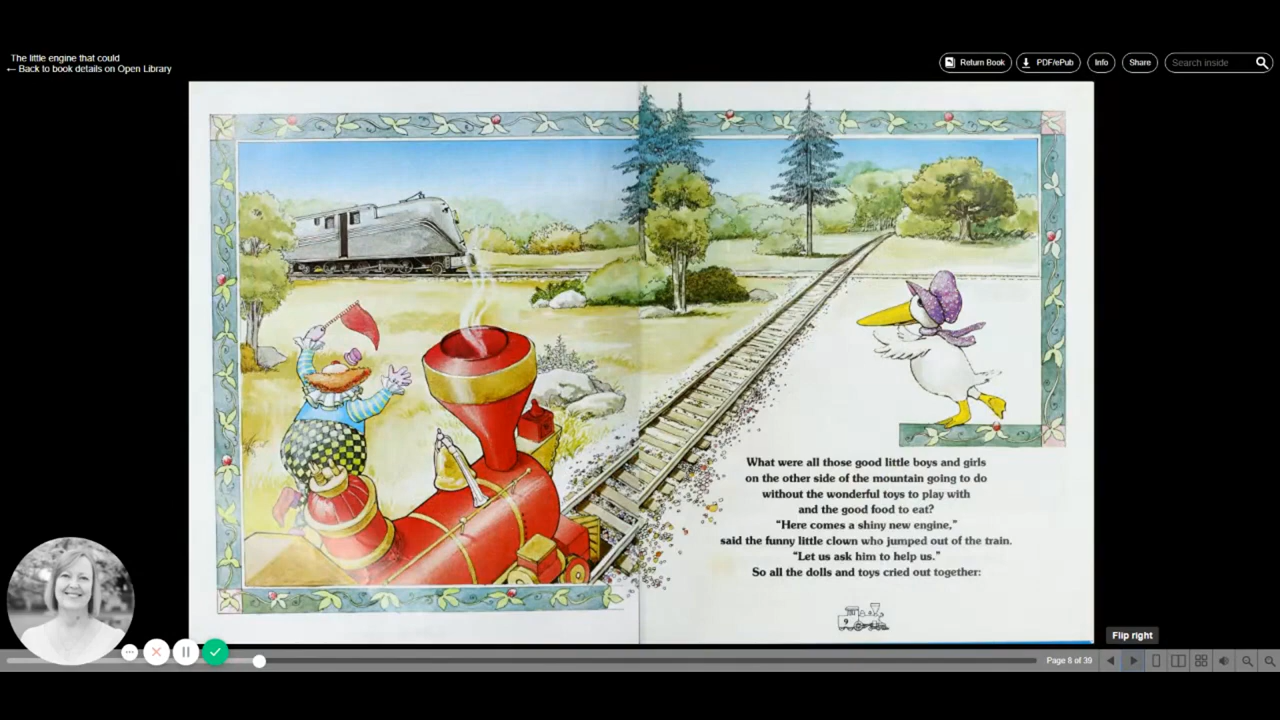 The little engine that could
← Back to book details on Open Library
Return Book
PDF/ePub
Info
Share
Search inside
What were all those good little boys and girls
on the other side of the mountain going to do
without the wonderful toys to play with
and the good food to eat?
“Here comes a shiny new engine,”
said the funny little clown who jumped out of the train.
“Let us ask him to help us.”
So all the dolls and toys cried out together:
9
Flip right
Page 8 of 39